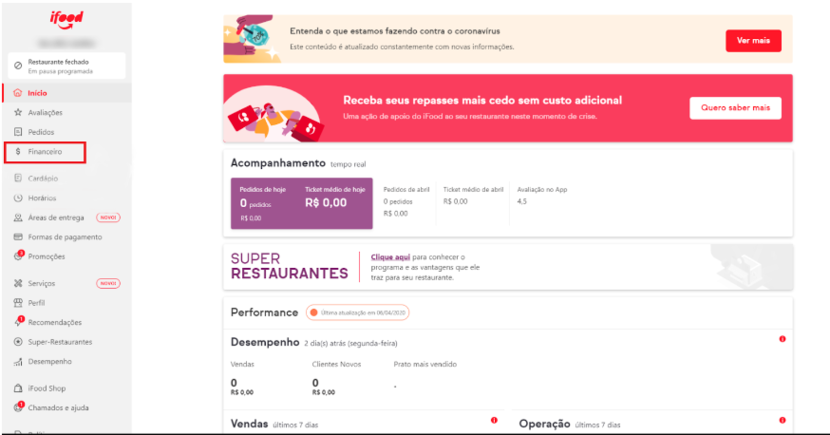 ifood
Restaurante fechado
Em pausa programada
Início
Avaliações
Pedidos
$ Financeiro
Cardápio
Horários
Áreas de entrega NOVO!
Formas de pagamento
Promoções
Serviços NOVO!
Perfil
Recomendações
Super-Restaurantes
Desempenho
iFood Shop
Chamados e ajuda
Entenda o que estamos fazendo contra o coronavírus
Este conteúdo é atualizado constantemente com novas informações.
Ver mais
Receba seus repasses mais cedo sem custo adicional
Uma ação de apoio do iFood ao seu restaurante neste momento de crise.
Quero saber mais
Acompanhamento tempo real
Pedidos de hoje Ticket médio de hoje Pedidos de abril Ticket médio de abril Avaliação no App
0 pedidos R$ 0,00 0 pedidos R$ 0,00 4,5
R$ 0,00 R$ 0,00
SUPER
RESTAURANTES
Clique aqui para conhecer o
programa e as vantagens que ele
traz para seu restaurante.
Performance Última atualização em 06/04/2020
Desempenho 2 dia(s) atrás (segunda-feira)
Vendas Clientes Novos Prato mais vendido
0 0 -
R$ 0,00 R$ 0,00
Vendas últimos 7 dias Operação últimos 7 dias